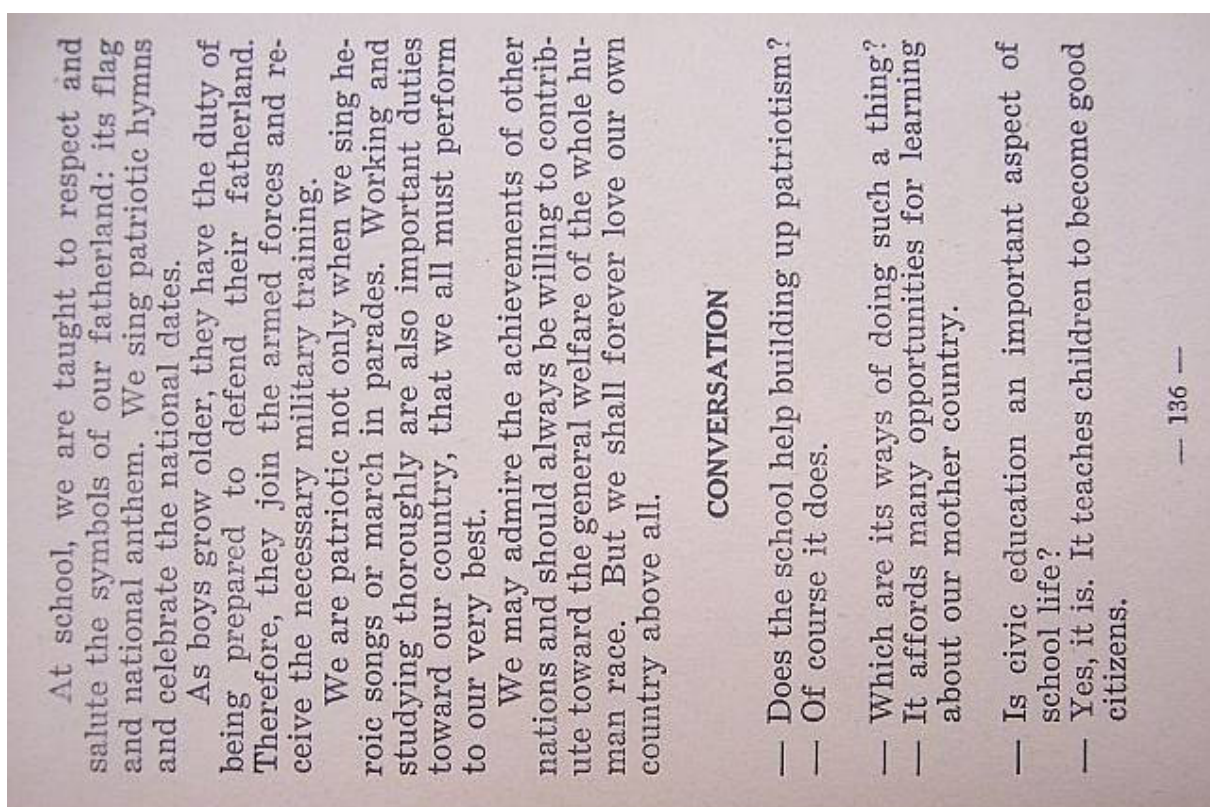 At school, we are taught to respect and
salute the symbols of our fatherland: its flag
and national anthem. We sing patriotic hymns
and celebrate the national dates.
As boys grow older, they have the duty of
being prepared to defend their fatherland.
Therefore, they join the armed forces and re-
ceive the necessary military training.
We are patriotic not only when we sing he-
roic songs or march in parades. Working and
studying thoroughly are also important duties
toward our country, that we all must perform
to our very best.
We may admire the achievements of other
nations and should always be willing to contrib-
ute toward the general welfare of the whole hu-
man race. But we shall forever love our own
country above all.
CONVERSATION
— Does the school help building up patriotism?
— Of course it does.
— Which are its ways of doing such a thing?
— It affords many opportunities for learning
about our mother country.
— Is civic education an important aspect of
school life?
— Yes, it is. It teaches children to become good
citizens.
— 136 —